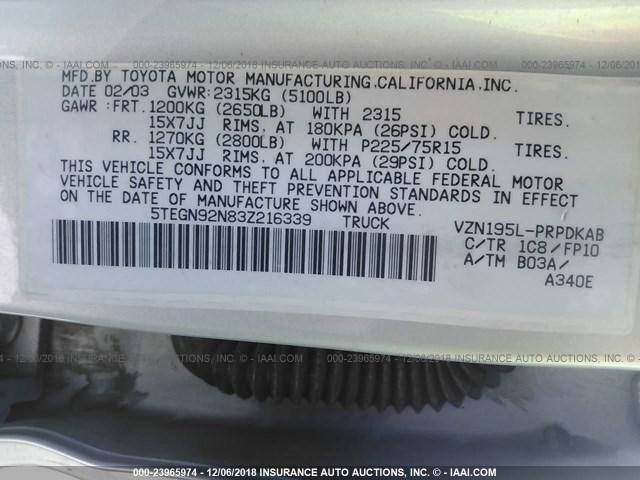 MFD.BY TOYOTA MOTOR MANUFACTURING,CALIFORNIA,INC.
DATE 02/03 GVWR:2315KG (5100LB)
GAWR :FRT. 1200KG (2650LB) WITH 2315 TIRES.
15X7JJ RIMS, AT 180KPA (26PSI) COLD.
RR. 1270KG (2800LB) WITH P225/75R15 TIRES.
15X7JJ RIMS, AT 200KPA (29PSI) COLD.
THIS VEHICLE CONFORMS TO ALL APPLICABLE FEDERAL MOTOR
VEHICLE SAFETY AND THEFT PREVENTION STANDARDS IN EFFECT
ON THE DATE OF MANUFACTURE SHOWN ABOVE.
5TEGN92N83Z216339 TRUCK VZN195L-PRPDKAB
C/TR 1C8/FP10
A/TM B03A/
A340E
000-23965974 - 12/06/2018 INSURANCE AUTO AUCTIONS, INC. - © IAAI.COM